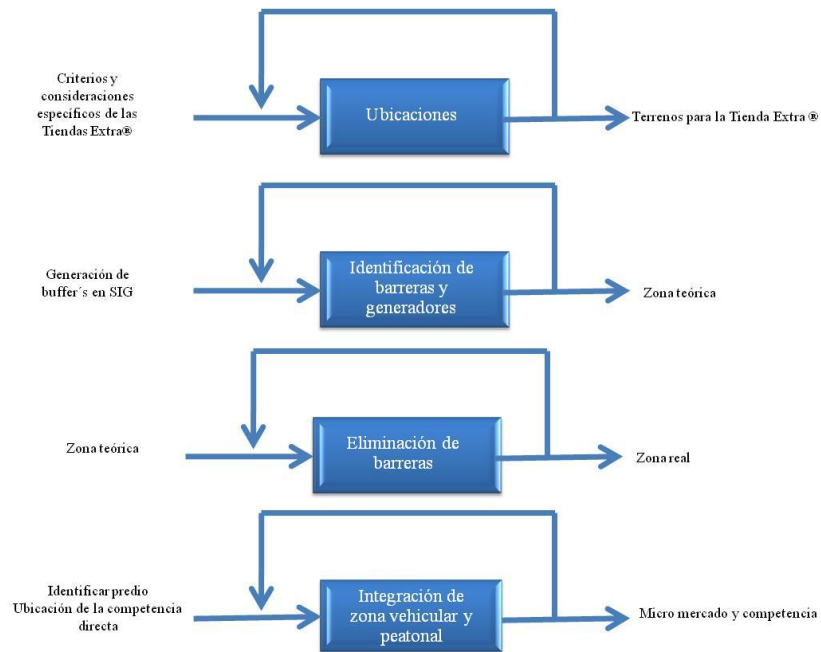 Criterios y
consideraciones
específicos de las
Tiendas Extra®
Ubicaciones
Terrenos para la Tienda Extra ®
Generación de
buffer´s en SIG
Identificación de
barreras y
generadores
Zona teórica
Zona teórica
Eliminación de
barreras
Zona real
Identificar predio
Ubicación de la competencia
directa
Integración de
zona vehicular y
peatonal
Micro mercado y competencia